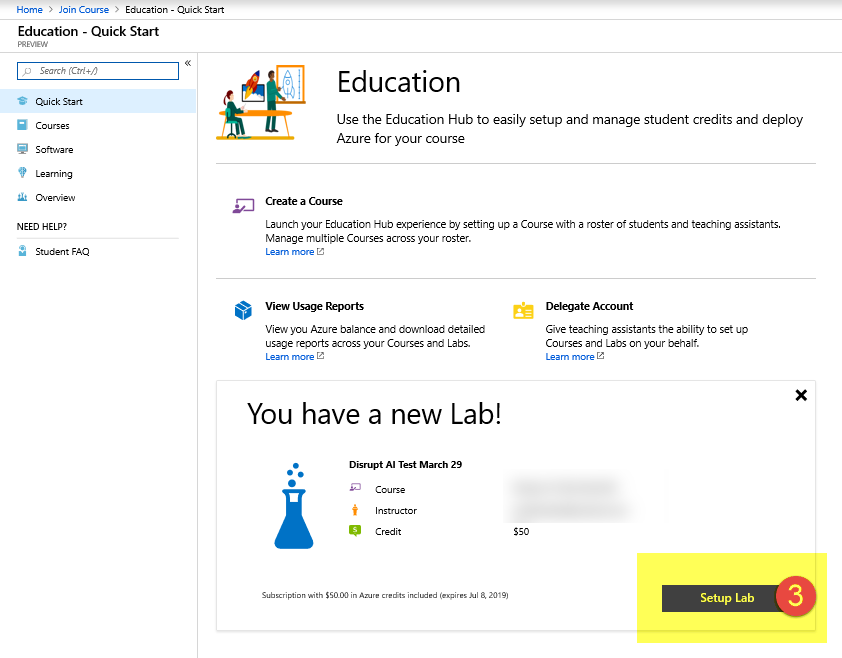 Home > Join Course > Education - Quick Start
Education - Quick Start
PREVIEW
Search (Ctrl+/)
«
Quick Start
Courses
Software
Learning
Overview
NEED HELP?
Student FAQ
Education
Use the Education Hub to easily setup and manage student credits and deploy
Azure for your course
Create a Course
Launch your Education Hub experience by setting up a Course with a roster of students and teaching assistants.
Manage multiple Courses across your roster.
Learn more
View Usage Reports
View you Azure balance and download detailed
usage reports across your Courses and Labs.
Learn more
Delegate Account
Give teaching assistants the ability to set up
Courses and Labs on your behalf.
Learn more
You have a new Lab!
Disrupt AI Test March 29
Course
Instructor
Credit $50
Subscription with $50.00 in Azure credits included (expires Jul 8, 2019)
Setup Lab 3